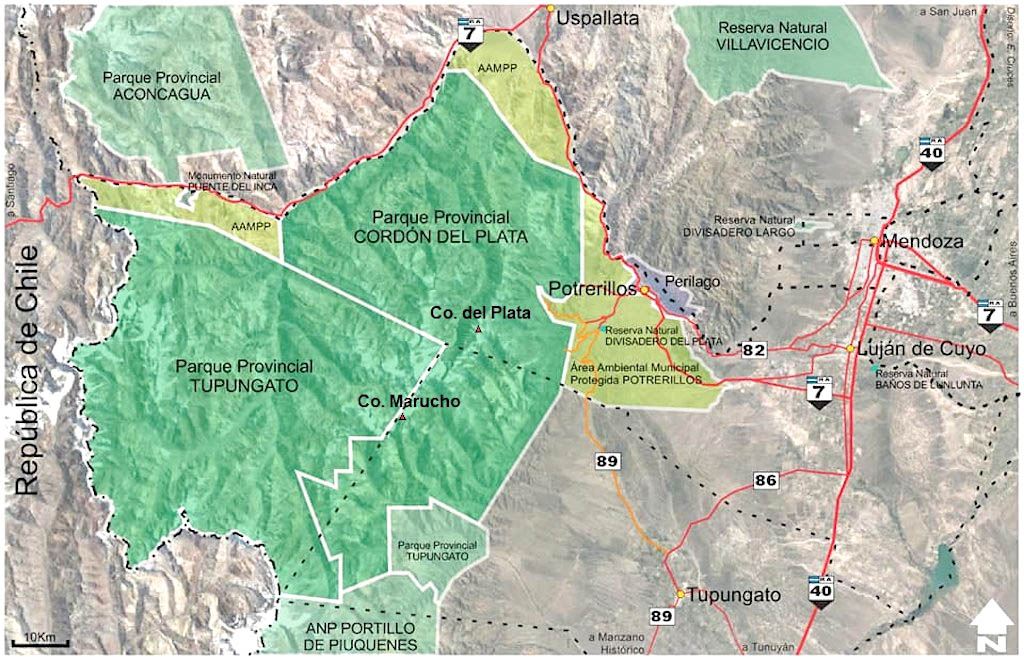 Uspallata
7
AAMPP
Reserva Natural
VILLAVICENCIO
a San Juan
Diseño: E. Cruces
Parque Provincial
ACONCAGUA
40
a Santiago
Monumento Natural
PUENTE DEL INCA
AAMPP
Parque Provincial
CORDÓN DEL PLATA
Reserva Natural
DIVISADERO LARGO
Mendoza
a Buenos Aires
República de Chile
Potrerillos
Perilago
7
Co. del Plata
Reserva Natural
DIVISADERO DEL PLATA
82
Luján de Cuyo
Parque Provincial
TUPUNGATO
Área Ambiental Municipal
Protegida POTRERILLOS
Reserva Natural
BAÑOS DE LUNLUNTA
7
Co. Marucho
89
86
Parque Provincial
TUPUNGATO
Tupungato
40
89
ANP PORTILLO
DE PIUQUENES
a Manzano
Histórico
a Tunuyán
10Km
N